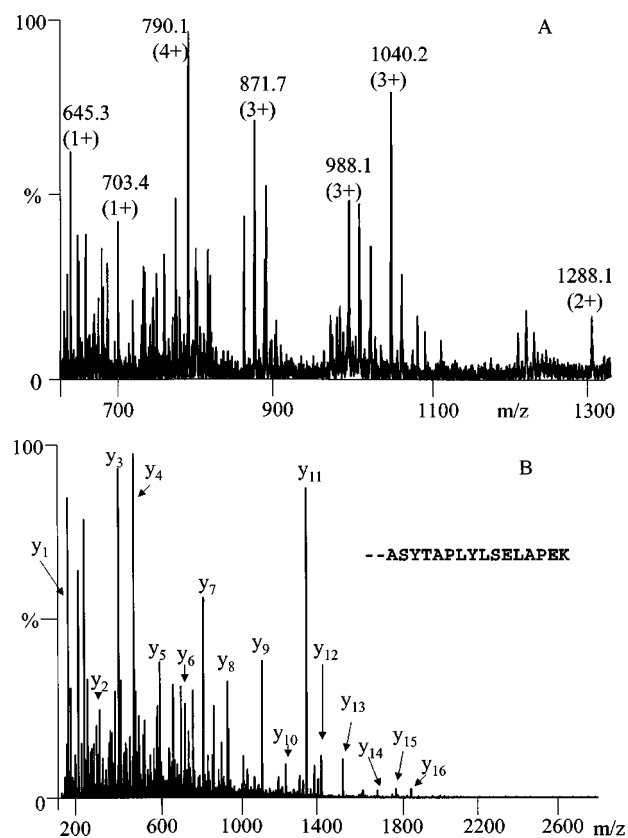 100
A
790.1
(4+)
1040.2
(3+)
871.7
(3+)
645.3
(1+)
988.1
(3+)
703.4
(1+)
%
1288.1
(2+)
0
700
900
1100
m/z
1300
100
B
y3
y4
y11
y1
--ASYTAPLYLSELAPEK
y7
%
y12
y5
y6
y8
y9
y2
y13
y10
y14
y15
y16
0
200
600
1000
1400
1800
2200
m/z
2600